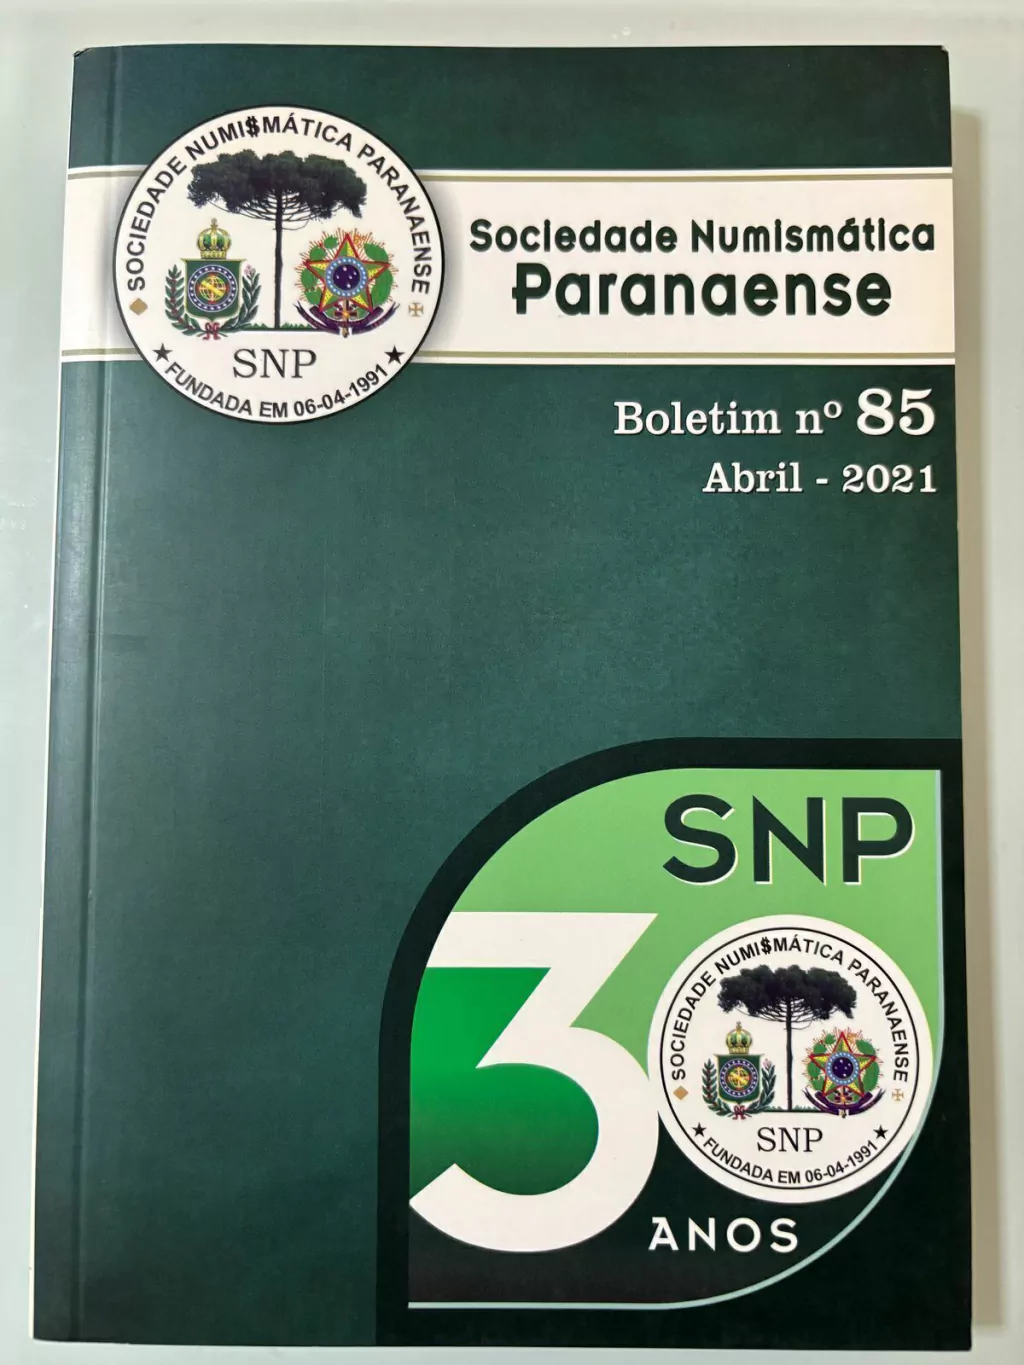 SOCIEDADE NUMI$MÁTICA PARANAENSE
SNP
FUNDADA EM 06-04-1991
Sociedade Numismática
Paranaense
Boletim nº 85
Abril - 2021
SNP
30
SOCIEDADE NUMI$MÁTICA PARANAENSE
SNP
FUNDADA EM 06-04-1991
ANOS